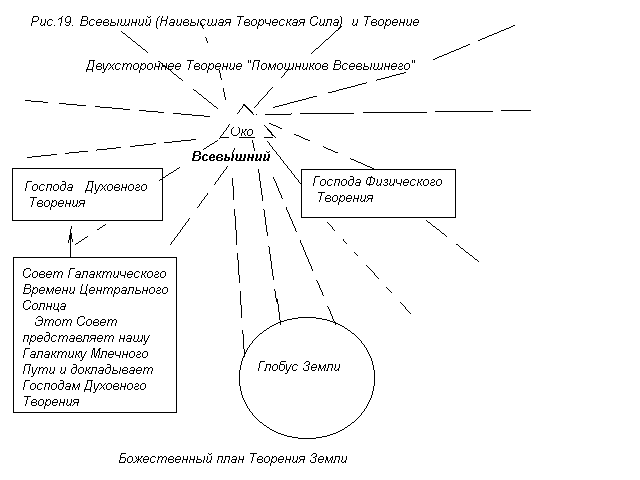 Рис.19. Всевышний (Наивысшая Творческая Сила) и Творение
Двухстороннее Творение "Помошников Всевышнего"
Око
Всевышний
Господа Духовного
Творения
Господа Физического
Творения
Совет Галактического
Времени Центрального
Солнца
Этот Совет
представляет нашу
Галактику Млечного
Пути и докладывает
Господам Духовного
Творения
Глобус Земли
Божественный план Творения Земли